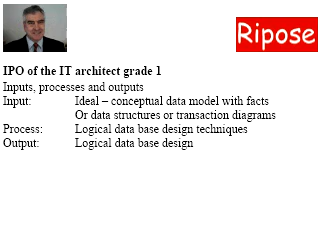 Ripose
IPO of the IT architect grade 1
Inputs, processes and outputs
Input: Ideal – conceptual data model with facts
Or data structures or transaction diagrams
Process: Logical data base design techniques
Output: Logical data base design